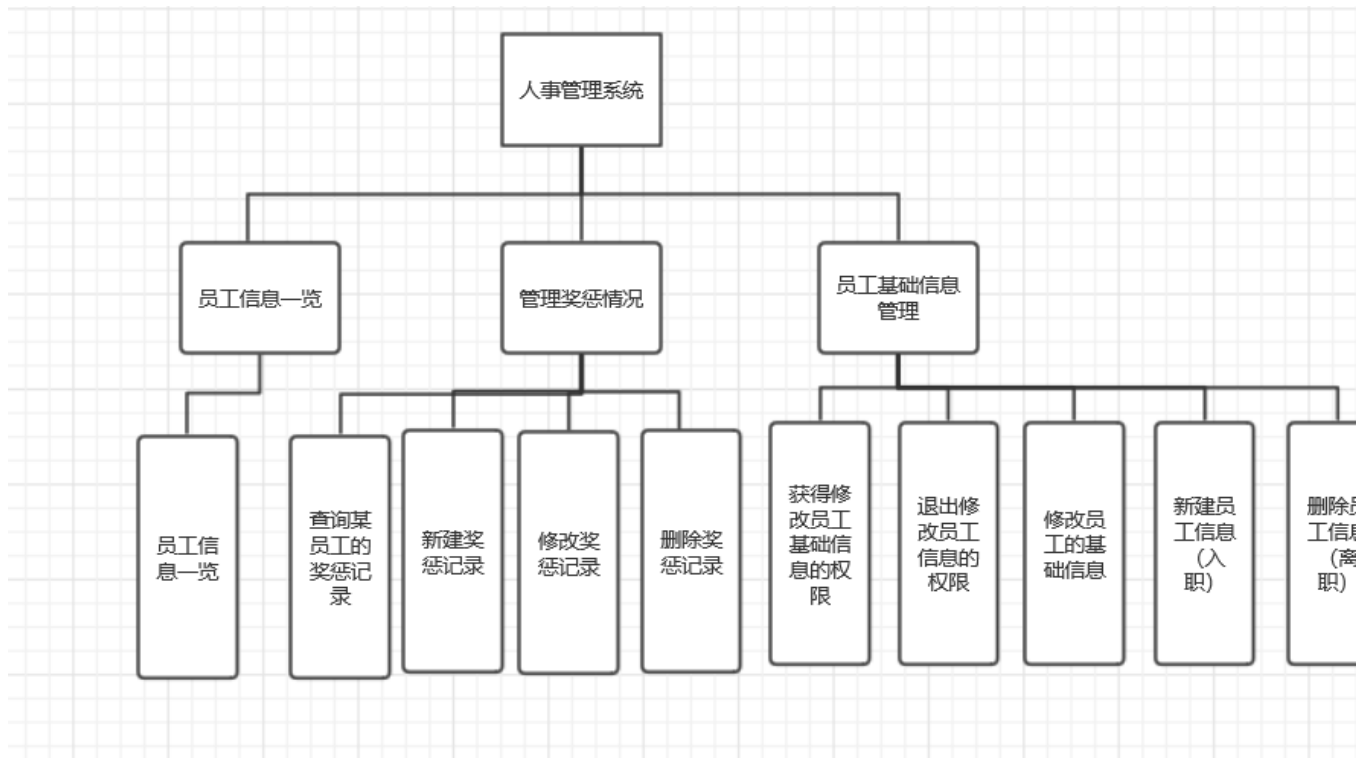 人事管理系统
员工信息一览
管理奖惩情况
员工基础信息
管理
员工信
息一览
查询某
员工的
奖惩记
录
新建奖
惩记录
修改奖
惩记录
删除奖
惩记录
获得修
改员工
基础信
息的权
限
退出修
改员工
信息的
权限
修改员
工的基
础信息
新建员
工信息
（入
职）
删除员
工信息
（离
职）